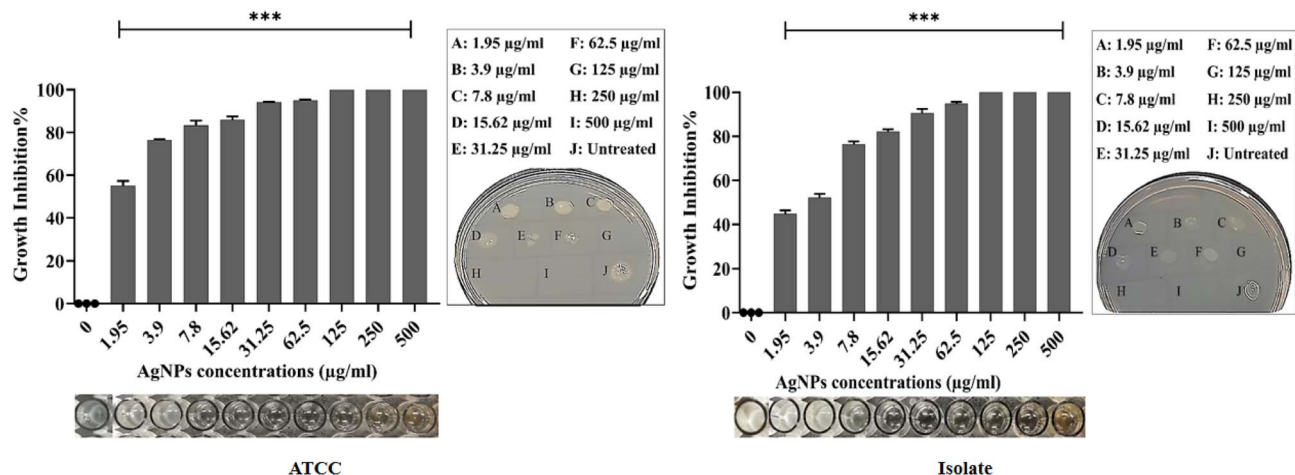 ***
A: 1.95 µg/ml F: 62.5 µg/ml
B: 3.9 µg/ml G: 125 µg/ml
C: 7.8 µg/ml H: 250 µg/ml
D: 15.62 µg/ml I: 500 µg/ml
E: 31.25 µg/ml J: Untreated
Growth Inhibition%
100
80
60
40
20
0
0 1.95 3.9 7.8 15.62 31.25 62.5 125 250 500
AgNPs concentrations (µg/ml)
A B C
D E F G
H I J
ATCC
***
A: 1.95 µg/ml F: 62.5 µg/ml
B: 3.9 µg/ml G: 125 µg/ml
C: 7.8 µg/ml H: 250 µg/ml
D: 15.62 µg/ml I: 500 µg/ml
E: 31.25 µg/ml J: Untreated
Growth Inhibition%
100
80
60
40
20
0
0 1.95 3.9 7.8 15.62 31.25 62.5 125 250 500
AgNPs concentrations (µg/ml)
A B C
D E F G
H I J
Isolate